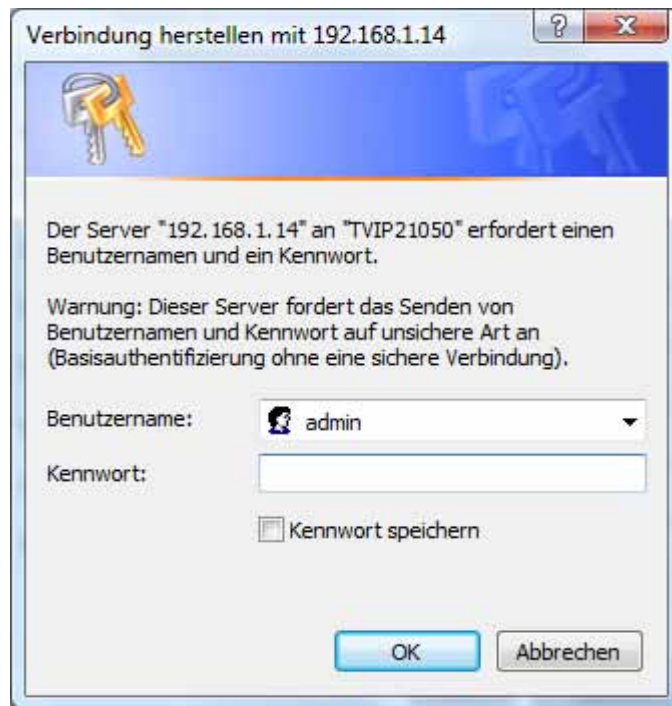 Verbindung herstellen mit 192.168.1.14
Der Server "192.168.1.14" an "TVIP21050" erfordert einen
Benutzernamen und ein Kennwort.
Warnung: Dieser Server fordert das Senden von
Benutzernamen und Kennwort auf unsichere Art an
(Basisauthentifizierung ohne eine sichere Verbindung).
Benutzername:
admin
Kennwort:
Kennwort speichern
OK
Abbrechen